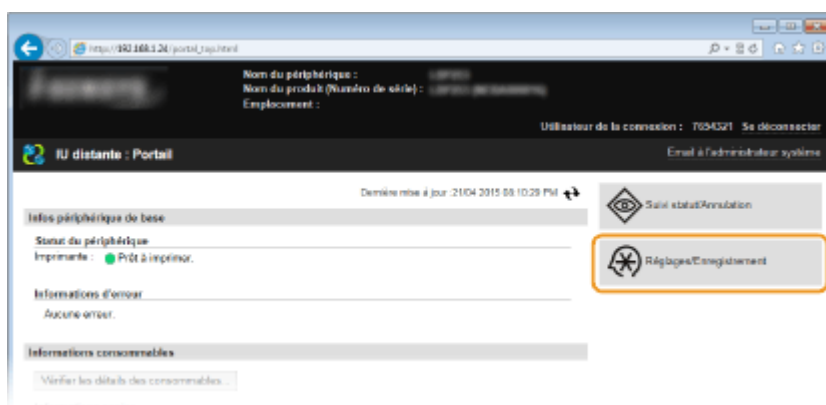 http://192.168.1.24/portal_top.html
Nom du périphérique :
Nom du produit (Numéro de série) :
Emplacement :
Utilisateur de la connexion : 7654321 Se déconnecter
IU distante : Portail
Email à l'administrateur système
Dernière mise à jour :21/04 2015 08:10:29 PM
Suivi statut/Annulation
Infos périphérique de base
Statut du périphérique
Imprimante : Prêt à imprimer.
Réglages/Enregistrement
Informations d'erreur
Aucune erreur.
Informations consommables
Vérifier les détails des consommables...